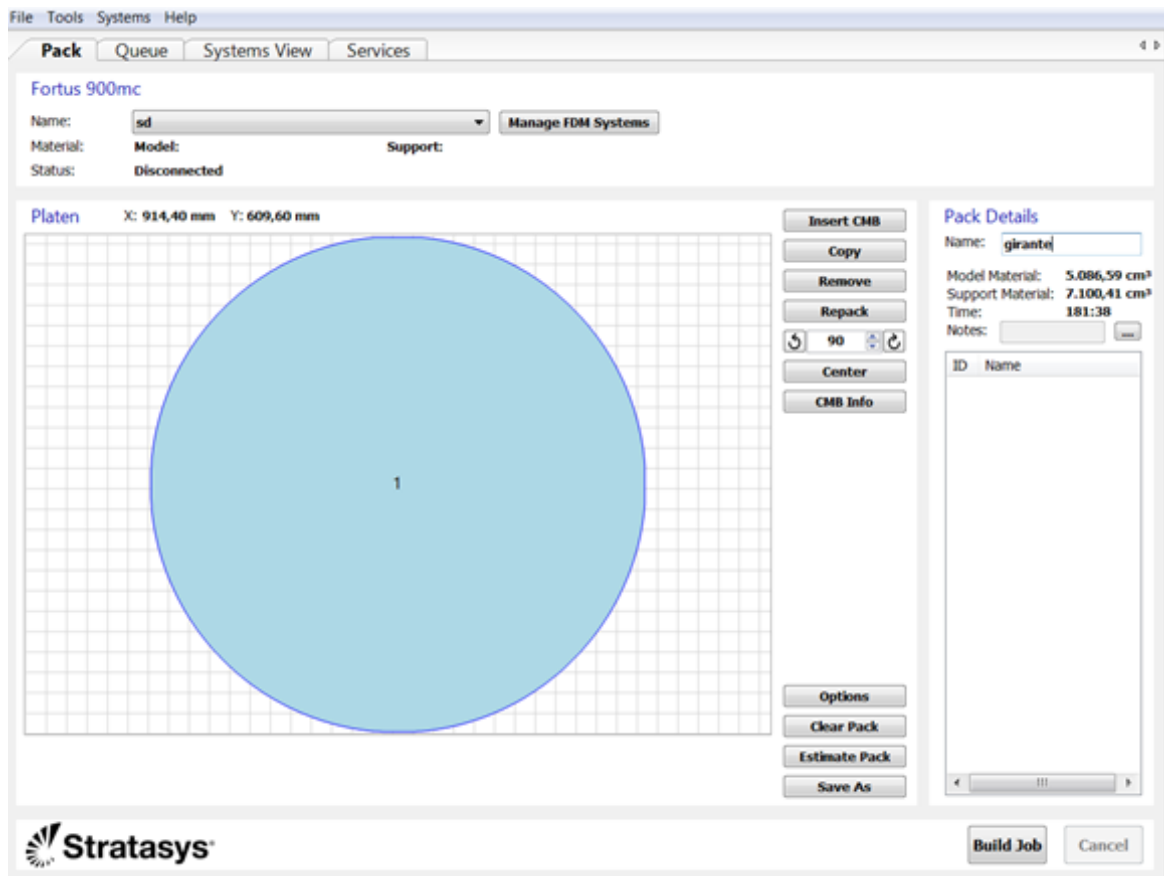 File Tools Systems Help
Pack Queue Systems View Services
Fortus 900mc
Name: sd Manage FDM Systems
Material: Model: Support:
Status: Disconnected
Platen X: 914,40 mm Y: 609,60 mm
1
Insert CMB
Copy
Remove
Repack
90
Center
CMB Info
Options
Clear Pack
Estimate Pack
Save As
Pack Details
Name: girante
Model Material: 5.086,59 cm³
Support Material: 7.100,41 cm³
Time: 181:38
Notes: ...
ID Name
Stratasys
Build Job Cancel